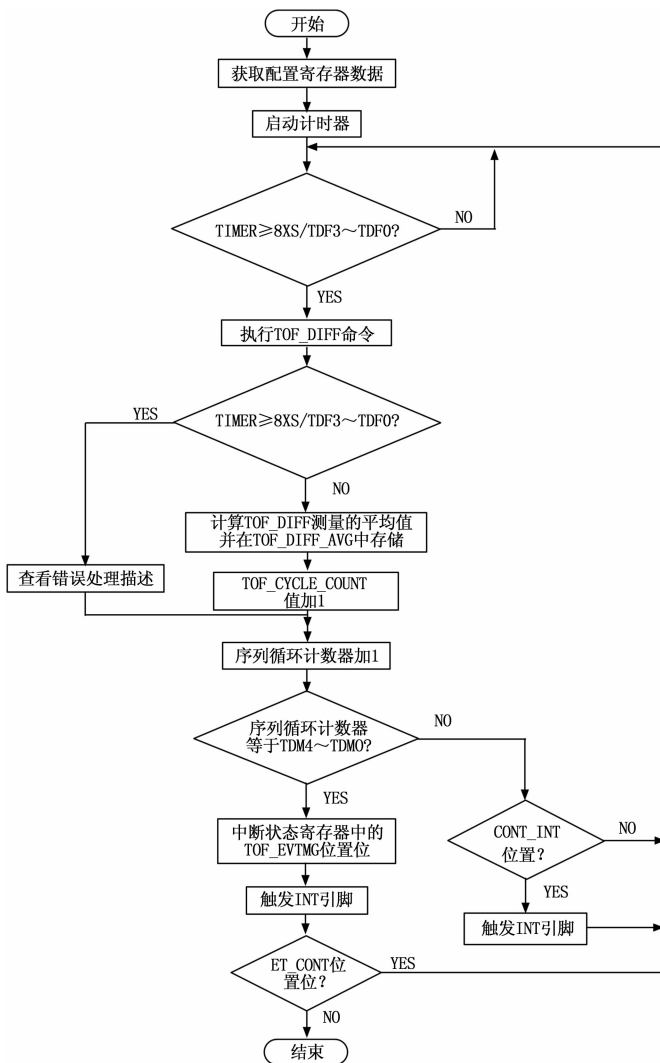 开始
获取配置寄存器数据
启动计时器
TIMER≥8XS/TDF3～TDF0?
NO
YES
执行TOF_DIFF命令
TIMER≥8XS/TDF3～TDF0?
YES
NO
计算TOF_DIFF测量的平均值
并在TOF_DIFF_AVG中存储
查看错误处理描述
TOF_CYCLE_COUNT
值加1
序列循环计数器加1
序列循环计数器
等于TDM4～TDM0?
NO
YES
中断状态寄存器中的
TOF_EVTMG位置位
CONT_INT
位置？
NO
YES
触发INT引脚
触发INT引脚
ET_CONT位
置位？
YES
NO
结束